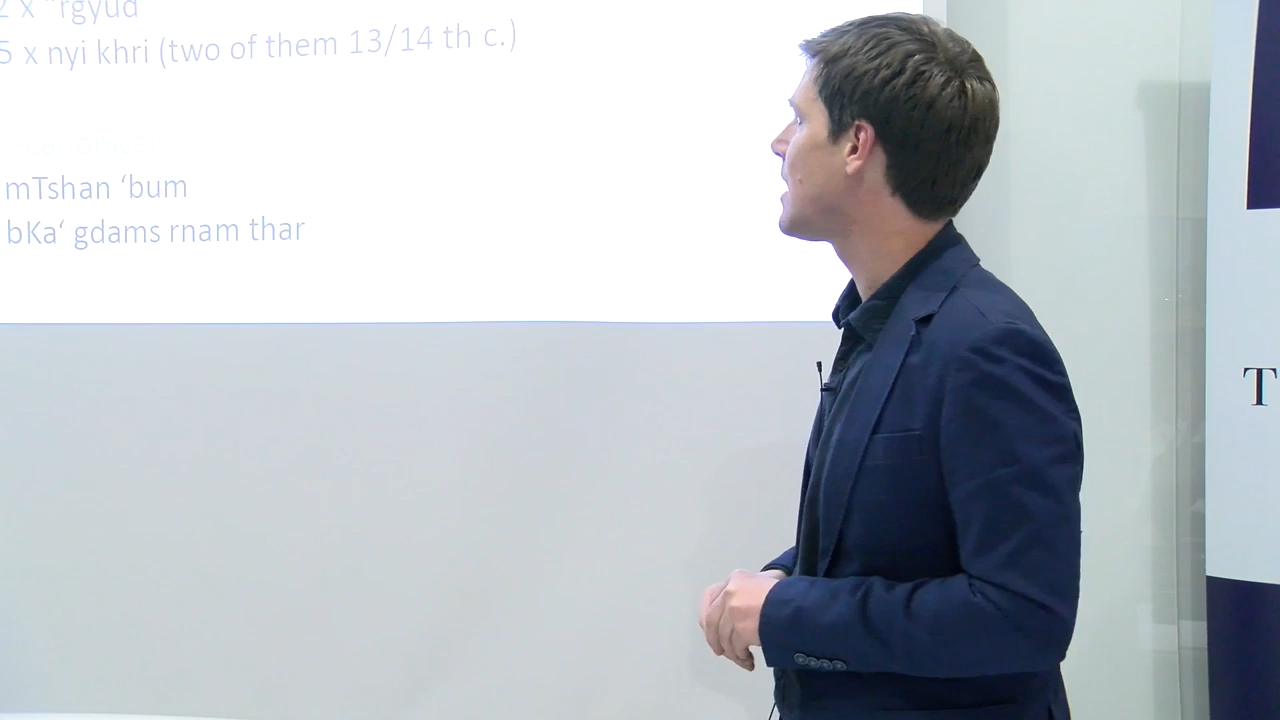 2 x "rgyud
5 x nyi khri (two of them 13/14 th c.)
mTshan ‘bum
bKa‘ gdams rnam thar
T